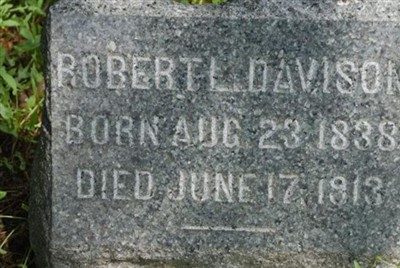 ROBERT L. DAVISON
BORN AUG. 23. 1838
DIED JUNE 17. 1913